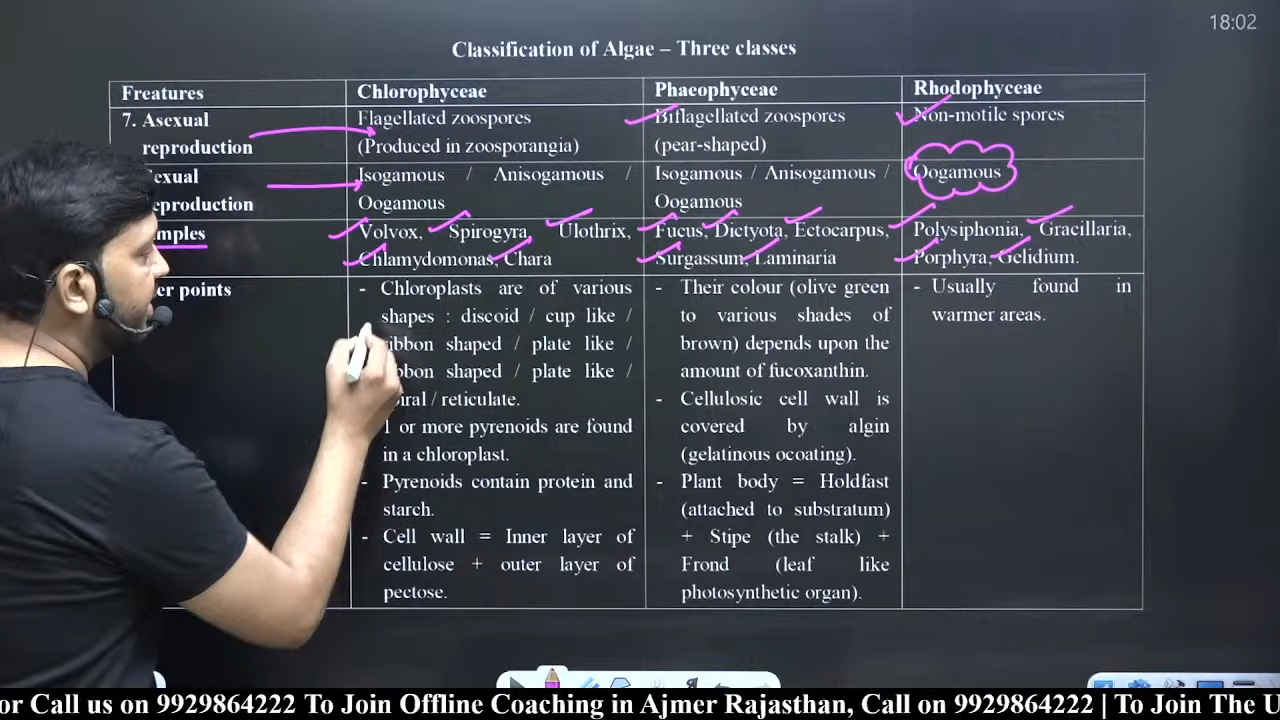 18:02
Classification of Algae – Three classes
Freatures Chlorophyceae Phaeophyceae Rhodophyceae
7. Asexual reproduction
Flagellated zoospores
(Produced in zoosporangia)
Biflagellated zoospores
(pear-shaped)
Non-motile spores
exual
eproduction
Isogamous / Anisogamous /
Oogamous
Isogamous / Anisogamous /
Oogamous
Oogamous
mples
Volvox, Spirogyra, Ulothrix,
Chlamydomonas, Chara
Fucus, Dictyota, Ectocarpus,
Surgassum, Laminaria
Polysiphonia, Gracillaria,
Porphyra, Gelidium.
er points
- Chloroplasts are of various
shapes : discoid / cup like /
ibbon shaped / plate like /
bbon shaped / plate like /
iral / reticulate.
1 or more pyrenoids are found
in a chloroplast.
- Pyrenoids contain protein and
starch.
- Cell wall = Inner layer of
cellulose + outer layer of
pectose.
- Their colour (olive green
to various shades of
brown) depends upon the
amount of fucoxanthin.
- Cellulosic cell wall is
covered by algin
(gelatinous ocoating).
- Plant body = Holdfast
(attached to substratum)
+ Stipe (the stalk) +
Frond (leaf like
photosynthetic organ).
- Usually found in
warmer areas.
or Call us on 9929864222 To Join Offline Coaching in Ajmer Rajasthan, Call on 9929864222 | To Join The U